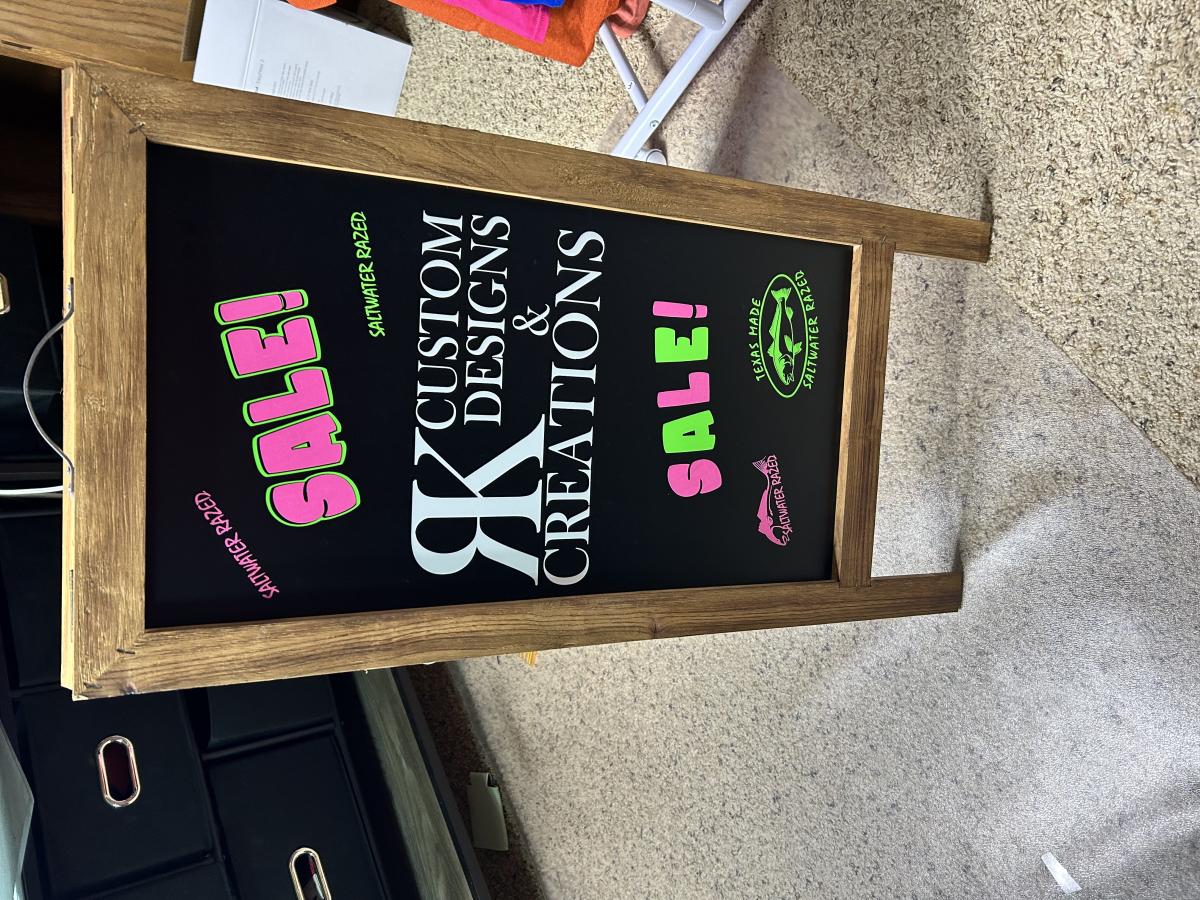 SALTWATER RAZED
SALE!
SALTWATER RAZED
RK CUSTOM
DESIGNS
&
CREATIONS
SALE!
SALTWATER RAZED
TEXAS MADE
SALTWATER RAZED